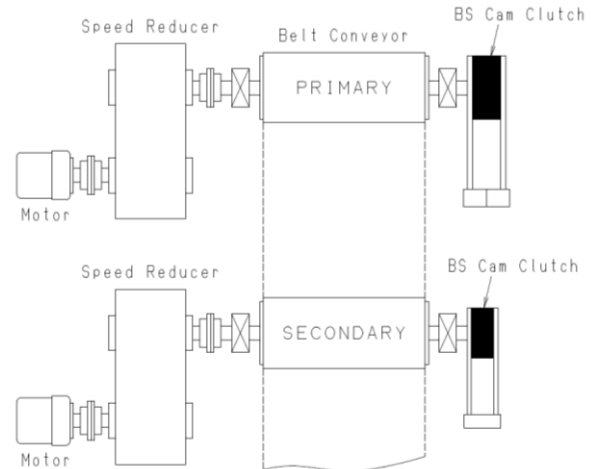 BS Cam Clutch
Speed Reducer
Belt Conveyor
PRIMARY
Motor
BS Cam Clutch
Speed Reducer
SECONDARY
Motor